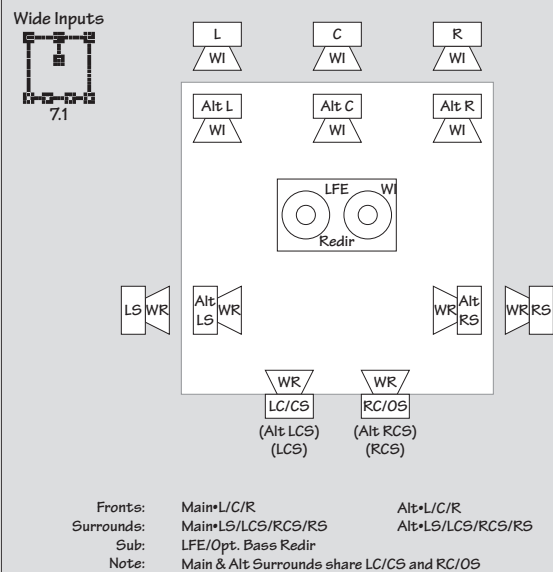 Wide Inputs
7.1
L C R
WI WI WI
Alt L Alt C Alt R
WI WI WI
LFE WI
Redir
LS WR Alt LS WR WR Alt RS WR RS
WR WR
LC/CS RC/OS
(Alt LCS) (Alt RCS)
(LCS) (RCS)
Fronts: Main•L/C/R Alt•L/C/R
Surrounds: Main•LS/LCS/RCS/RS Alt•LS/LCS/RCS/RS
Sub: LFE/Opt. Bass Redir
Note: Main & Alt Surrounds share LC/CS and RC/OS